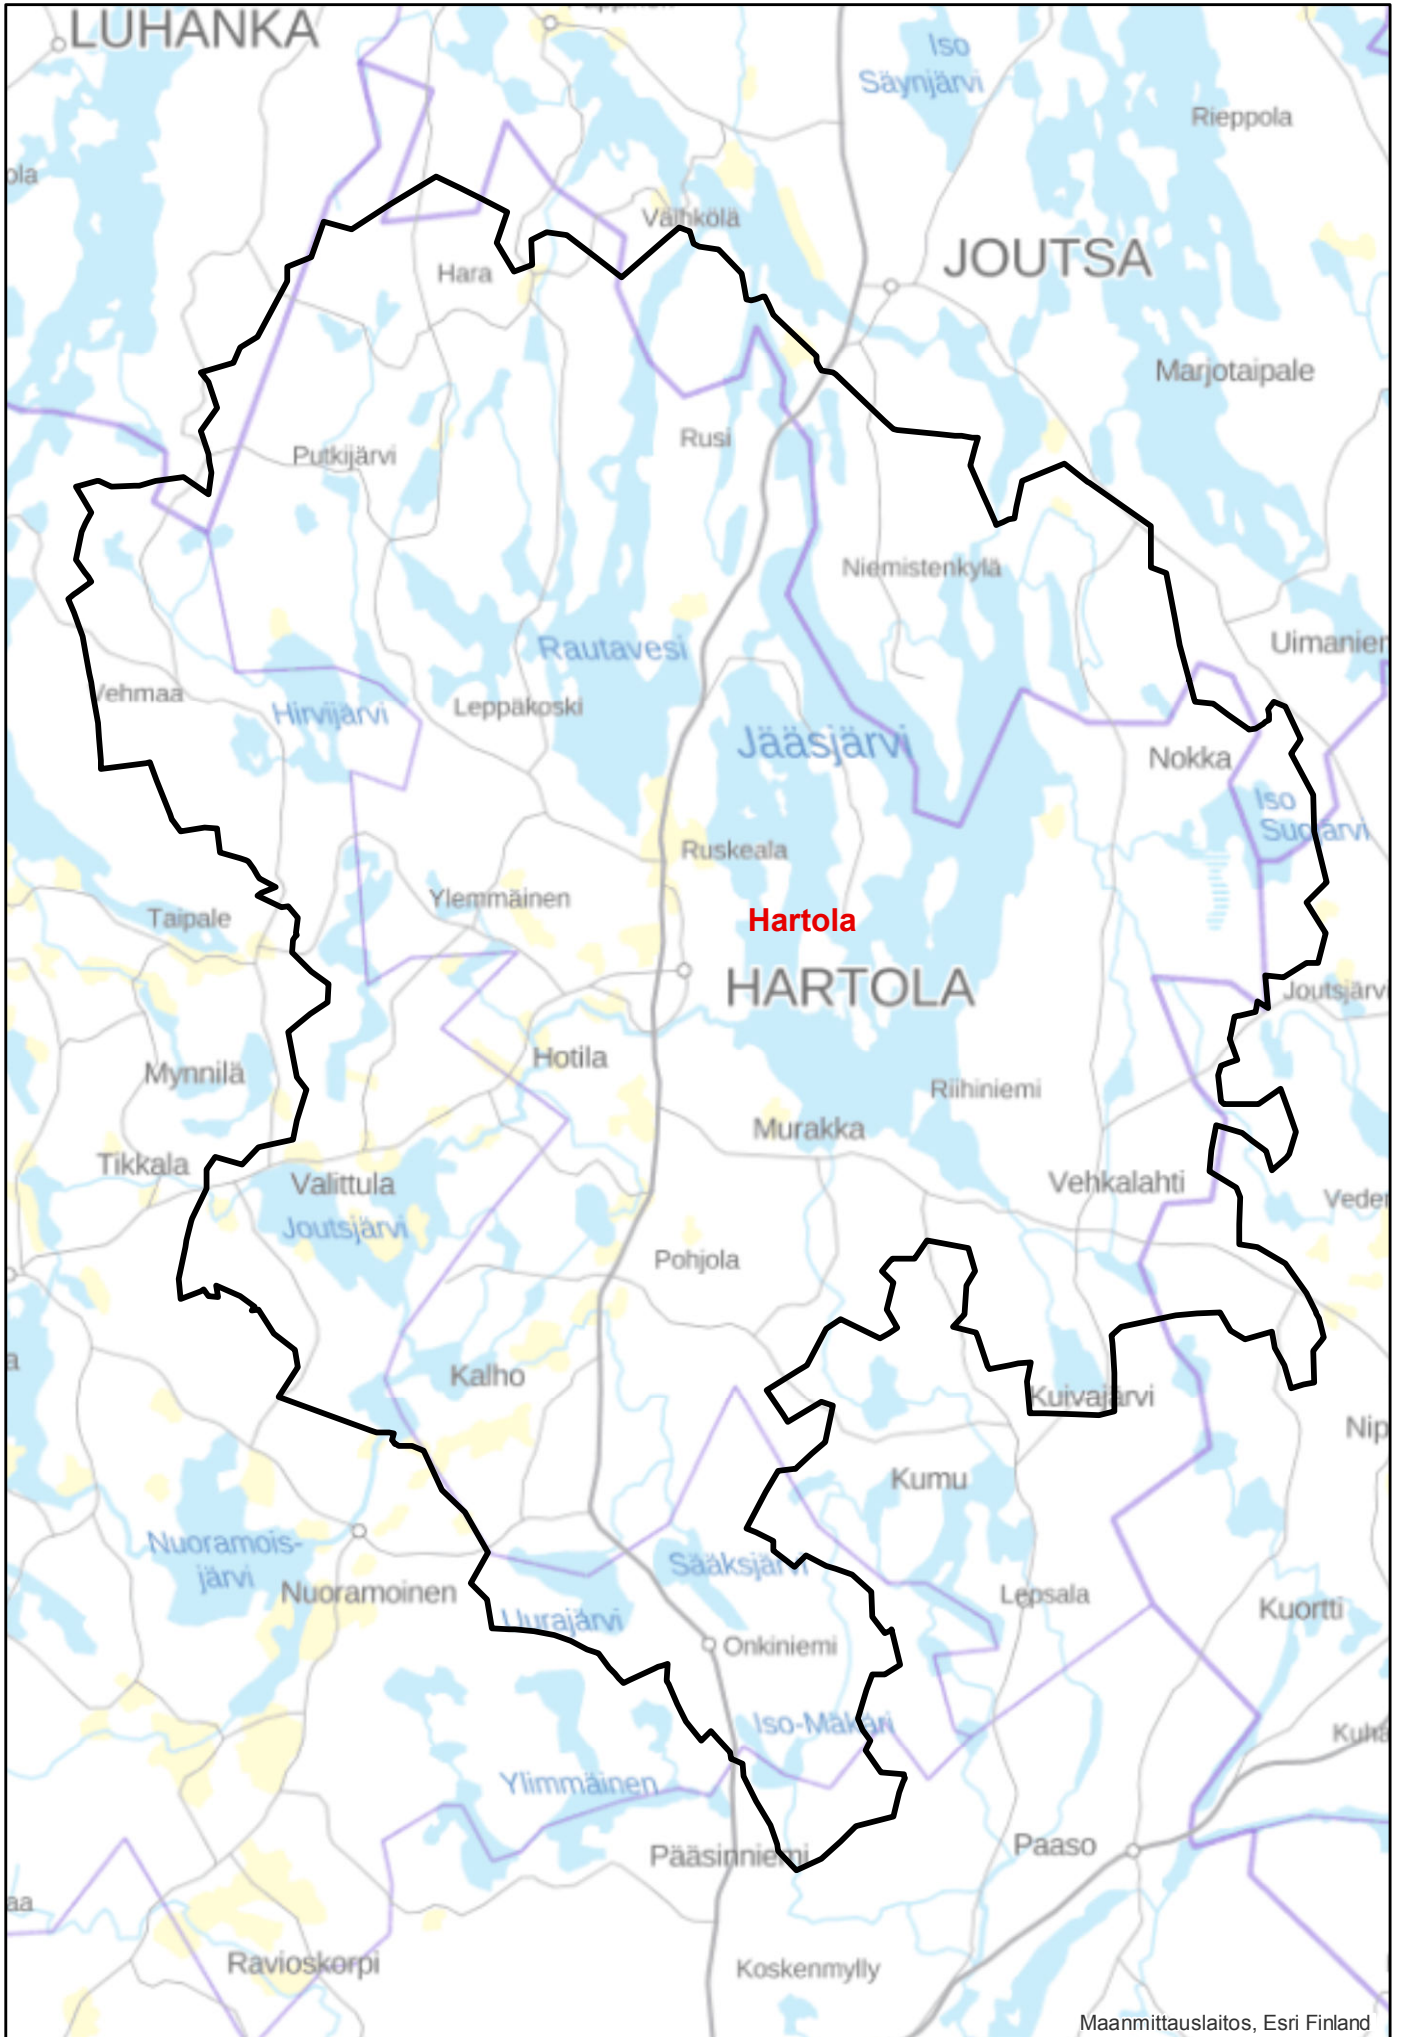 LUHANKA
Iso
Säynjärvi
Rieppola
Vähkölä
JOUTSA
Hara
Marjotaipale
Rusi
Putkijärvi
Niemistenkylä
Rautavesi
Vehmaa
Leppäkoski
Hirvijärvi
Jääsjärvi
Nokka
Iso
Suojärvi
Ruskeala
Ylemmäinen
Taipale
Hartola
HARTOLA
Joutsjärvi
Hotila
Mynnilä
Riihiniemi
Murakka
Tikkala
Valittula
Vehkalahti
Joutsjärvi
Pohjola
Kalho
Kuivajärvi
Kumu
Nuoramois-
järvi
Sääksjärvi
Nuoramoinen
Lepsala
Kuortti
Uurajärvi
Onkiniemi
Iso-Mäkäri
Ylimmäinen
Paaso
Pääsinniemi
Ravioskorpi
Koskenmylly
Maanmittauslaitos, Esri Finland